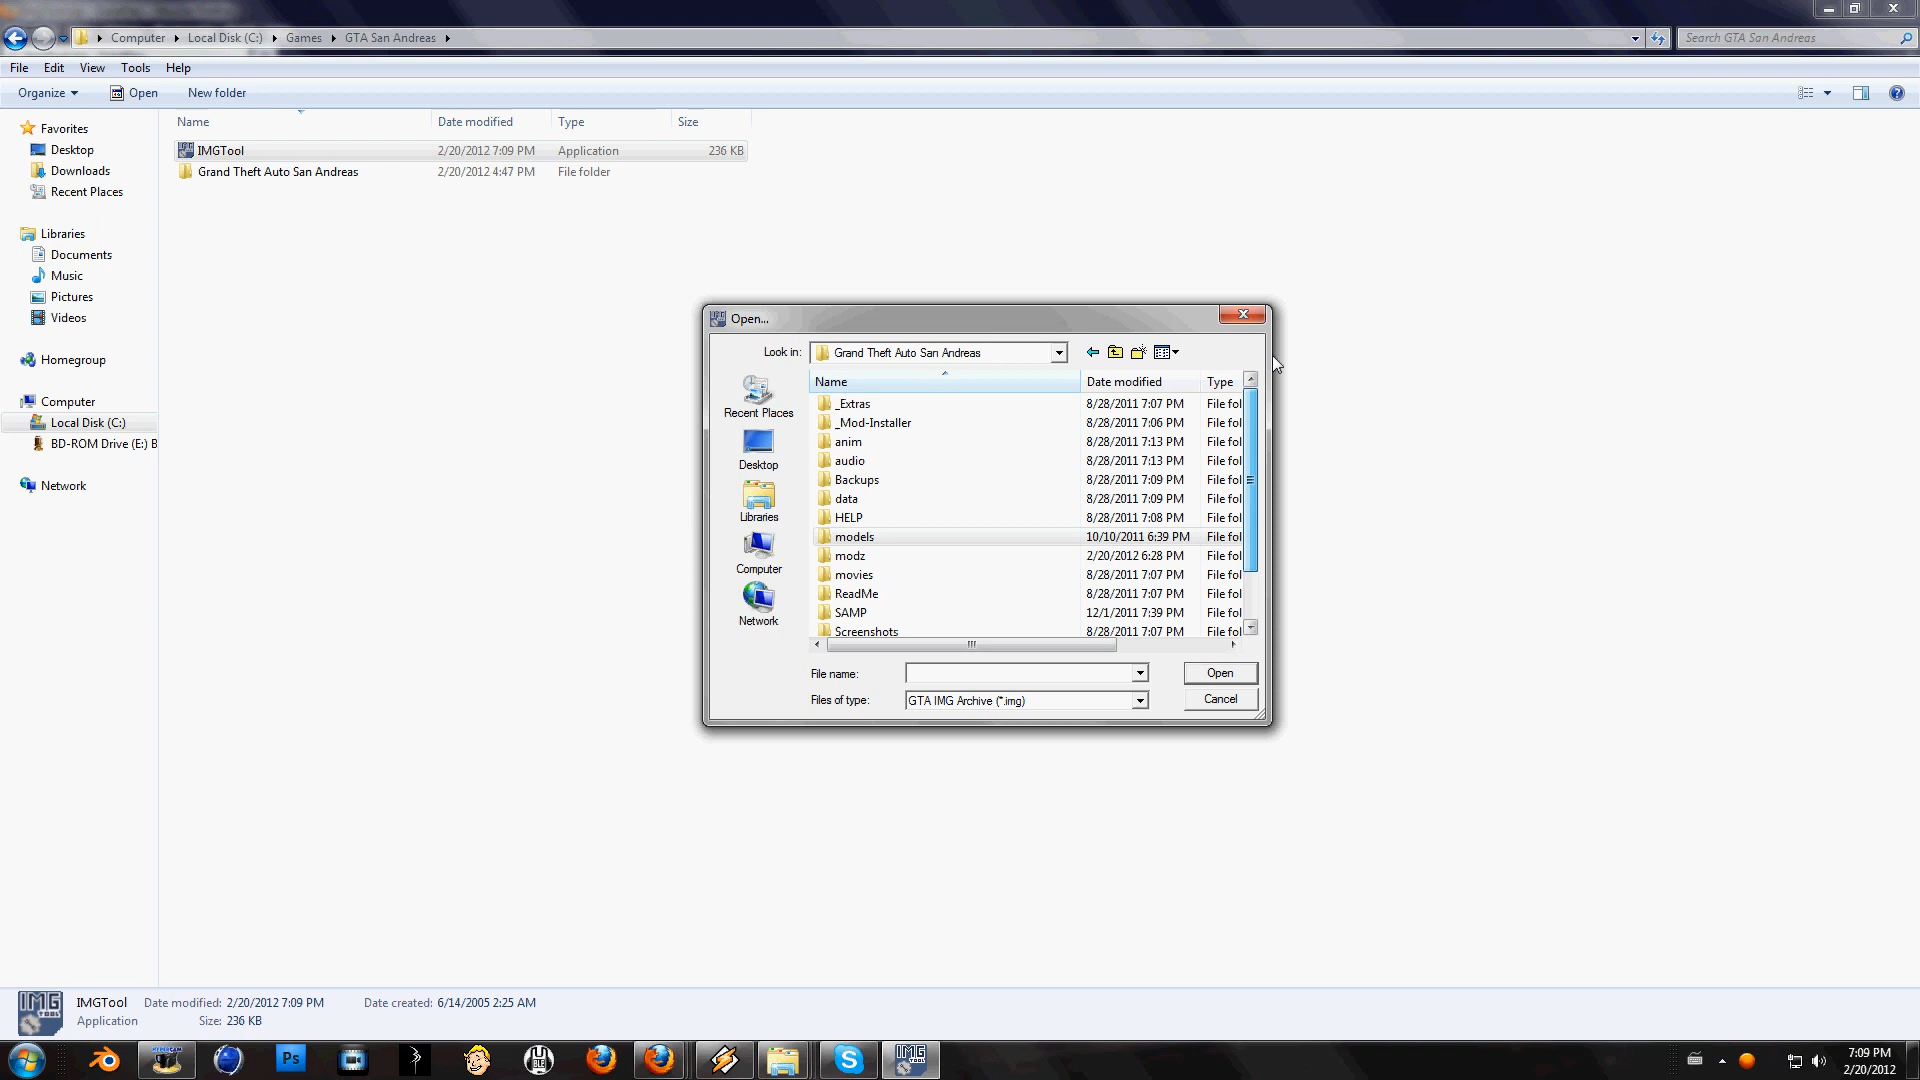 Computer Local Disk (C:) Games GTA San Andreas
Search GTA San Andreas
File Edit View Tools Help
Organize Open New folder
Name Date modified Type Size
IMGTool 2/20/2012 7:09 PM Application 236 KB
Grand Theft Auto San Andreas 2/20/2012 4:47 PM File folder
Favorites
Desktop
Downloads
Recent Places
Libraries
Documents
Music
Pictures
Videos
Homegroup
Computer
Local Disk (C:)
BD-ROM Drive (E:) B
Network
Open...
Look in: Grand Theft Auto San Andreas
Recent Places
Desktop
Libraries
Computer
Network
Name Date modified Type
_Extras 8/28/2011 7:07 PM File fol
_Mod-Installer 8/28/2011 7:06 PM File fol
anim 8/28/2011 7:13 PM File fol
audio 8/28/2011 7:13 PM File fol
Backups 8/28/2011 7:09 PM File fol
data 8/28/2011 7:09 PM File fol
HELP 8/28/2011 7:08 PM File fol
models 10/10/2011 6:39 PM File fol
modz 2/20/2012 6:28 PM File fol
movies 8/28/2011 7:07 PM File fol
ReadMe 8/28/2011 7:07 PM File fol
SAMP 12/1/2011 7:39 PM File fol
Screenshots 8/28/2011 7:07 PM File fol
File name: Open
Files of type: GTA IMG Archive (*.img) Cancel
IMG TOOL
IMGTool Date modified: 2/20/2012 7:09 PM Date created: 6/14/2005 2:25 AM
Application Size: 236 KB
Ps
IMG TOOL
7:09 PM
2/20/2012